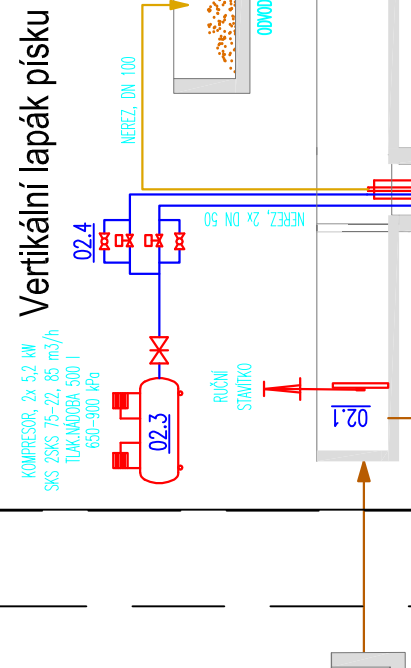 Vertikální lapák písku
ODVOD
NEREZ, DN 100
NEREZ, 2x DN 50
02.4
KOMPRESOR, 2x 5,2 kW
SKS 2SKS 75-22, 85 m3/h
TLAK.NÁDOBA 500 l
650-900 kPa
02.3
RUČNÍ
STAVÍTKO
02.1